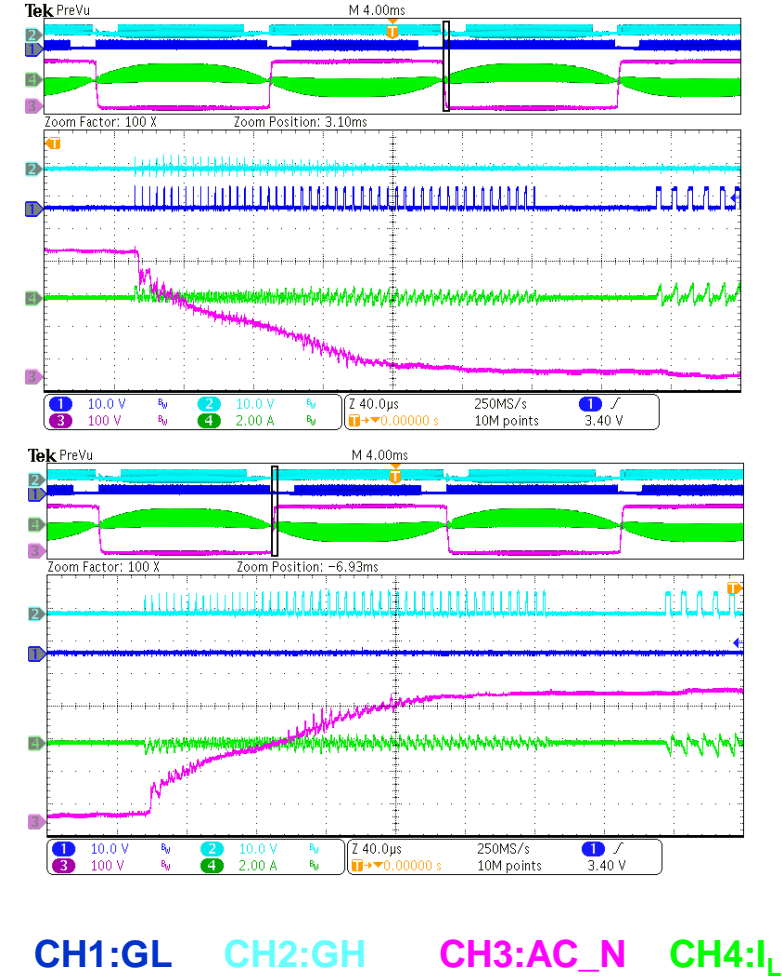 Tek PreVu M 4.00ms
T
2
1
4
3
Zoom Factor: 100 X Zoom Position: 3.10ms
T
2
1
4
3
1 10.0 V BW 2 10.0 V BW Z 40.0µs 250MS/s 1 ∫
3 100 V BW 4 2.00 A BW T→▼0.00000 s 10M points 3.40 V
Tek PreVu M 4.00ms
T
2
1
4
3
Zoom Factor: 100 X Zoom Position: −6.93ms
T
2
1
4
3
1 10.0 V BW 2 10.0 V BW Z 40.0µs 250MS/s 1 ∫
3 100 V BW 4 2.00 A BW T→▼0.00000 s 10M points 3.40 V
CH1:GL CH2:GH CH3:AC_N CH4:IL